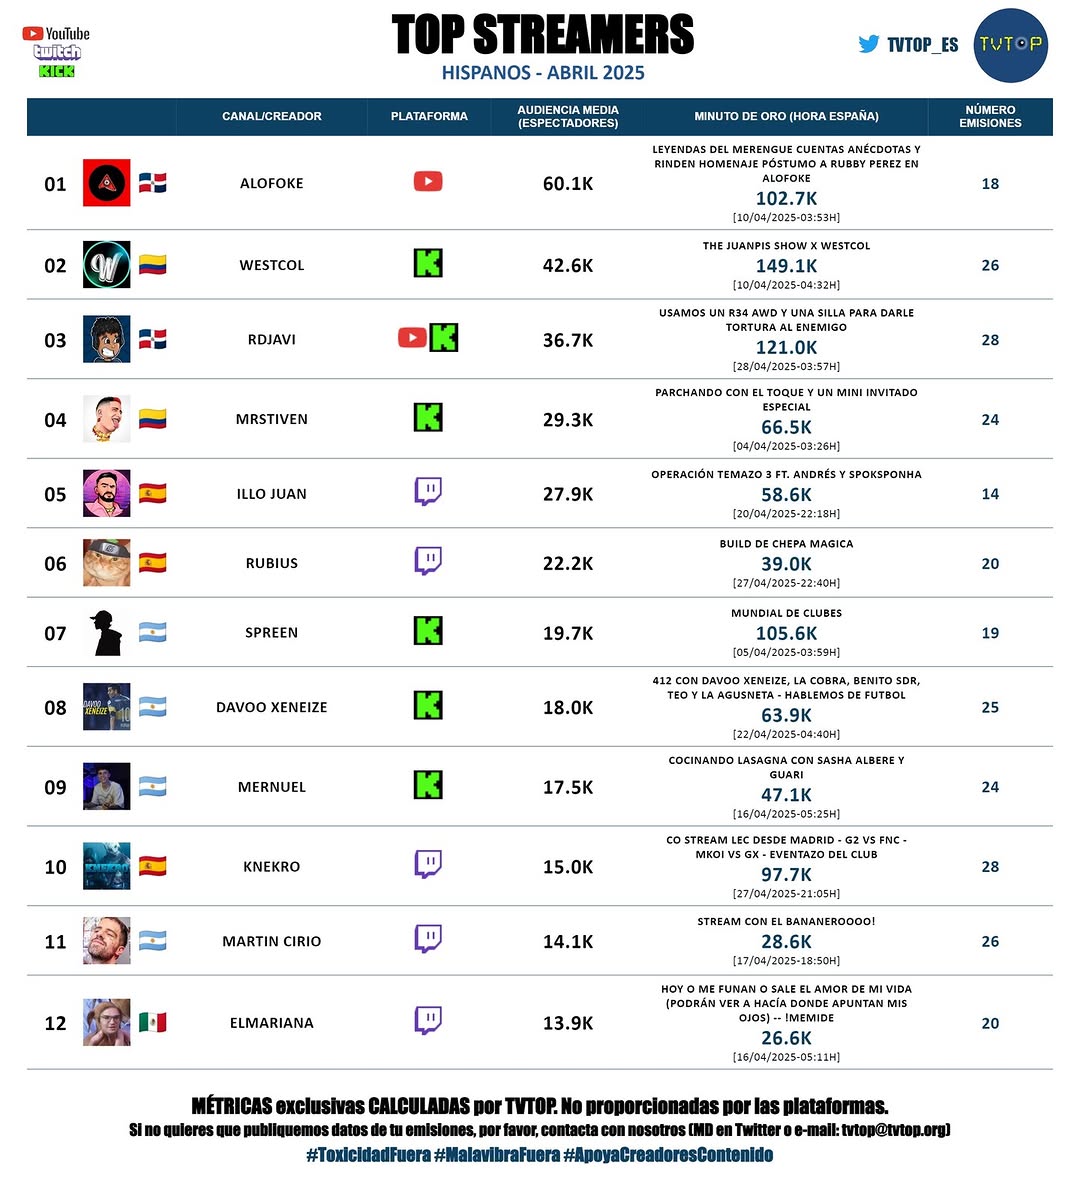 YouTube
twitch
KICK
TOP STREAMERS
HISPANOS - ABRIL 2025
TVTOP_ES
TVTOP
CANAL/CREADOR
PLATAFORMA
AUDIENCIA MEDIA
(ESPECTADORES)
MINUTO DE ORO (HORA ESPAÑA)
NÚMERO
EMISIONES
01
ALOFOKE
60.1K
LEYENDAS DEL MERENGUE CUENTAS ANÉCDOTAS Y
RINDEN HOMENAJE PÓSTUMO A RUBBY PEREZ EN
ALOFOKE
102.7K
[10/04/2025-03:53H]
18
02
W
WESTCOL
K
42.6K
THE JUANPIS SHOW X WESTCOL
149.1K
[10/04/2025-04:32H]
26
03
RDJAVI
K
36.7K
USAMOS UN R34 AWD Y UNA SILLA PARA DARLE
TORTURA AL ENEMIGO
121.0K
[28/04/2025-03:57H]
28
04
MRSTIVEN
K
29.3K
PARCHANDO CON EL TOQUE Y UN MINI INVITADO
ESPECIAL
66.5K
[04/04/2025-03:26H]
24
05
ILLO JUAN
27.9K
OPERACIÓN TEMAZO 3 FT. ANDRÉS Y SPOKSPONHA
58.6K
[20/04/2025-22:18H]
14
06
RUBIUS
22.2K
BUILD DE CHEPA MAGICA
39.0K
[27/04/2025-22:40H]
20
07
SPREEN
K
19.7K
MUNDIAL DE CLUBES
105.6K
[05/04/2025-03:59H]
19
08
DAVOO
XENEIZE
10
DAVOO XENEIZE
K
18.0K
412 CON DAVOO XENEIZE, LA COBRA, BENITO SDR,
TEO Y LA AGUSNETA - HABLEMOS DE FUTBOL
63.9K
[22/04/2025-04:40H]
25
09
MERNUEL
K
17.5K
COCINANDO LASAGNA CON SASHA ALBERE Y
GUARI
47.1K
[16/04/2025-05:25H]
24
10
KNEKRO
KNEKRO
15.0K
CO STREAM LEC DESDE MADRID - G2 VS FNC -
MKOI VS GX - EVENTAZO DEL CLUB
97.7K
[27/04/2025-21:05H]
28
11
MARTIN CIRIO
14.1K
STREAM CON EL BANANEROOOO!
28.6K
[17/04/2025-18:50H]
26
12
ELMARIANA
13.9K
HOY O ME FUNAN O SALE EL AMOR DE MI VIDA
(PODRÁN VER A HACÍA DONDE APUNTAN MIS
OJOS) -- !MEMIDE
26.6K
[16/04/2025-05:11H]
20
MÉTRICAS exclusivas CALCULADAS por TVTOP. No proporcionadas por las plataformas.
Si no quieres que publiquemos datos de tu emisiones, por favor, contacta con nosotros (MD en Twitter o e-mail: tvtop@tvtop.org)
#ToxicidadFuera #MalavibraFuera #ApoyaCreadoresContenido